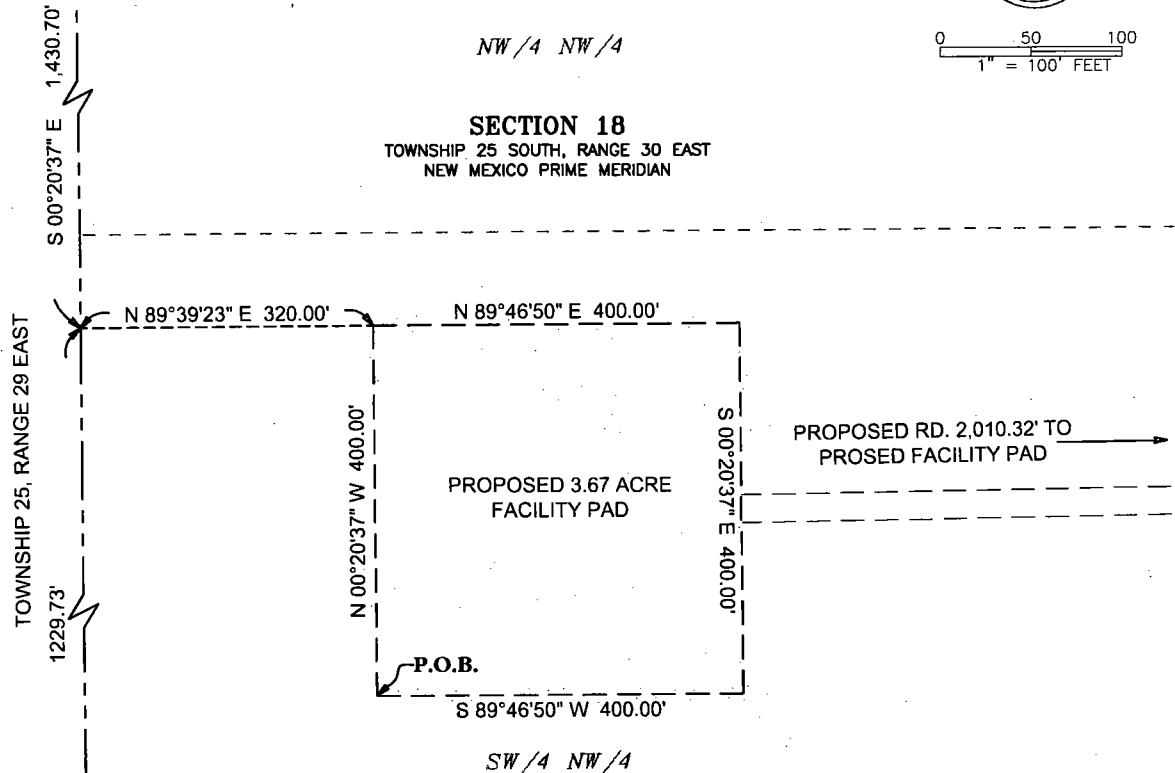 NW/4 NW/4
0 50 100
1" = 100' FEET
SECTION 18
TOWNSHIP 25 SOUTH, RANGE 30 EAST
NEW MEXICO PRIME MERIDIAN
1,430.70'
S 00°20'37" E
N 89°39'23" E 320.00'
N 89°46'50" E 400.00'
TOWNSHIP 25, RANGE 29 EAST
1229.73'
N 00°20'37" W 400.00'
PROPOSED 3.67 ACRE
FACILITY PAD
S 00°20'37" E 400.00'
PROPOSED RD. 2,010.32' TO
PROSED FACILITY PAD
P.O.B.
S 89°46'50" W 400.00'
SW/4 NW/4